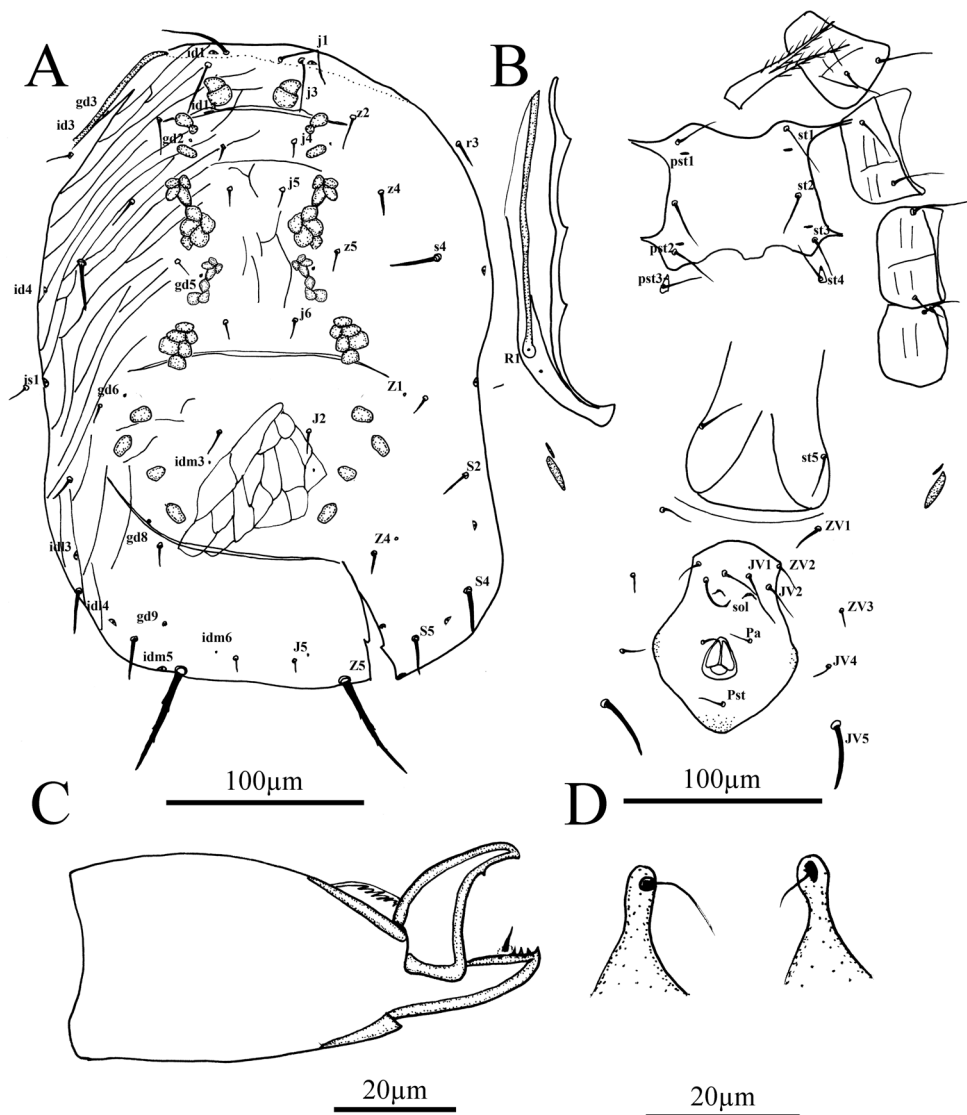 A
B
id1
j1
gd3
id3
id1a
j3
gd2
j4
z2
r3
j5
z4
z5
s4
id4
gd5
j6
js1
gd6
Z1
J2
idm3
S2
idl3
gd8
Z4
idl4
S4
gd9
idm6
J5
S5
idm5
Z5
100µm
st1
pst1
st2
st3
pst2
pst3
st4
R1
st5
ZV1
JV1
ZV2
JV2
sol
ZV3
Pa
JV4
Pst
JV5
100µm
C
D
20µm
20µm